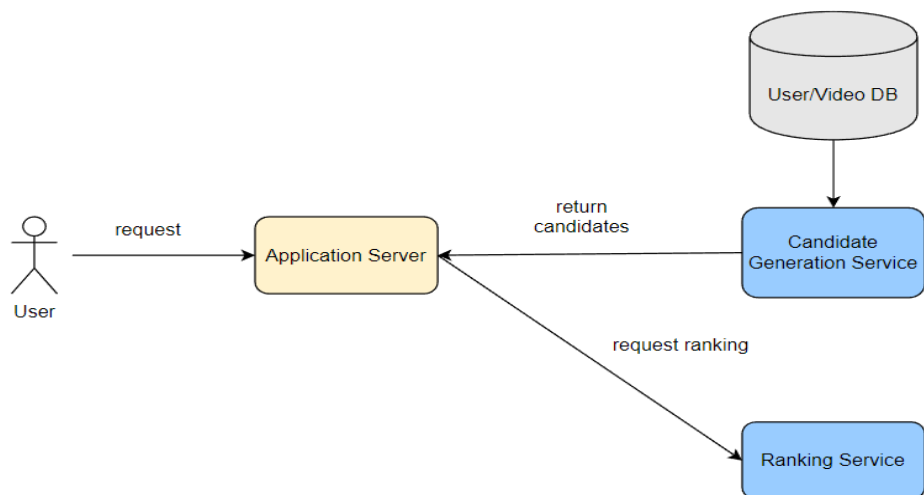 User/Video DB
return
candidates
request
Application Server
Candidate
Generation Service
User
request ranking
Ranking Service